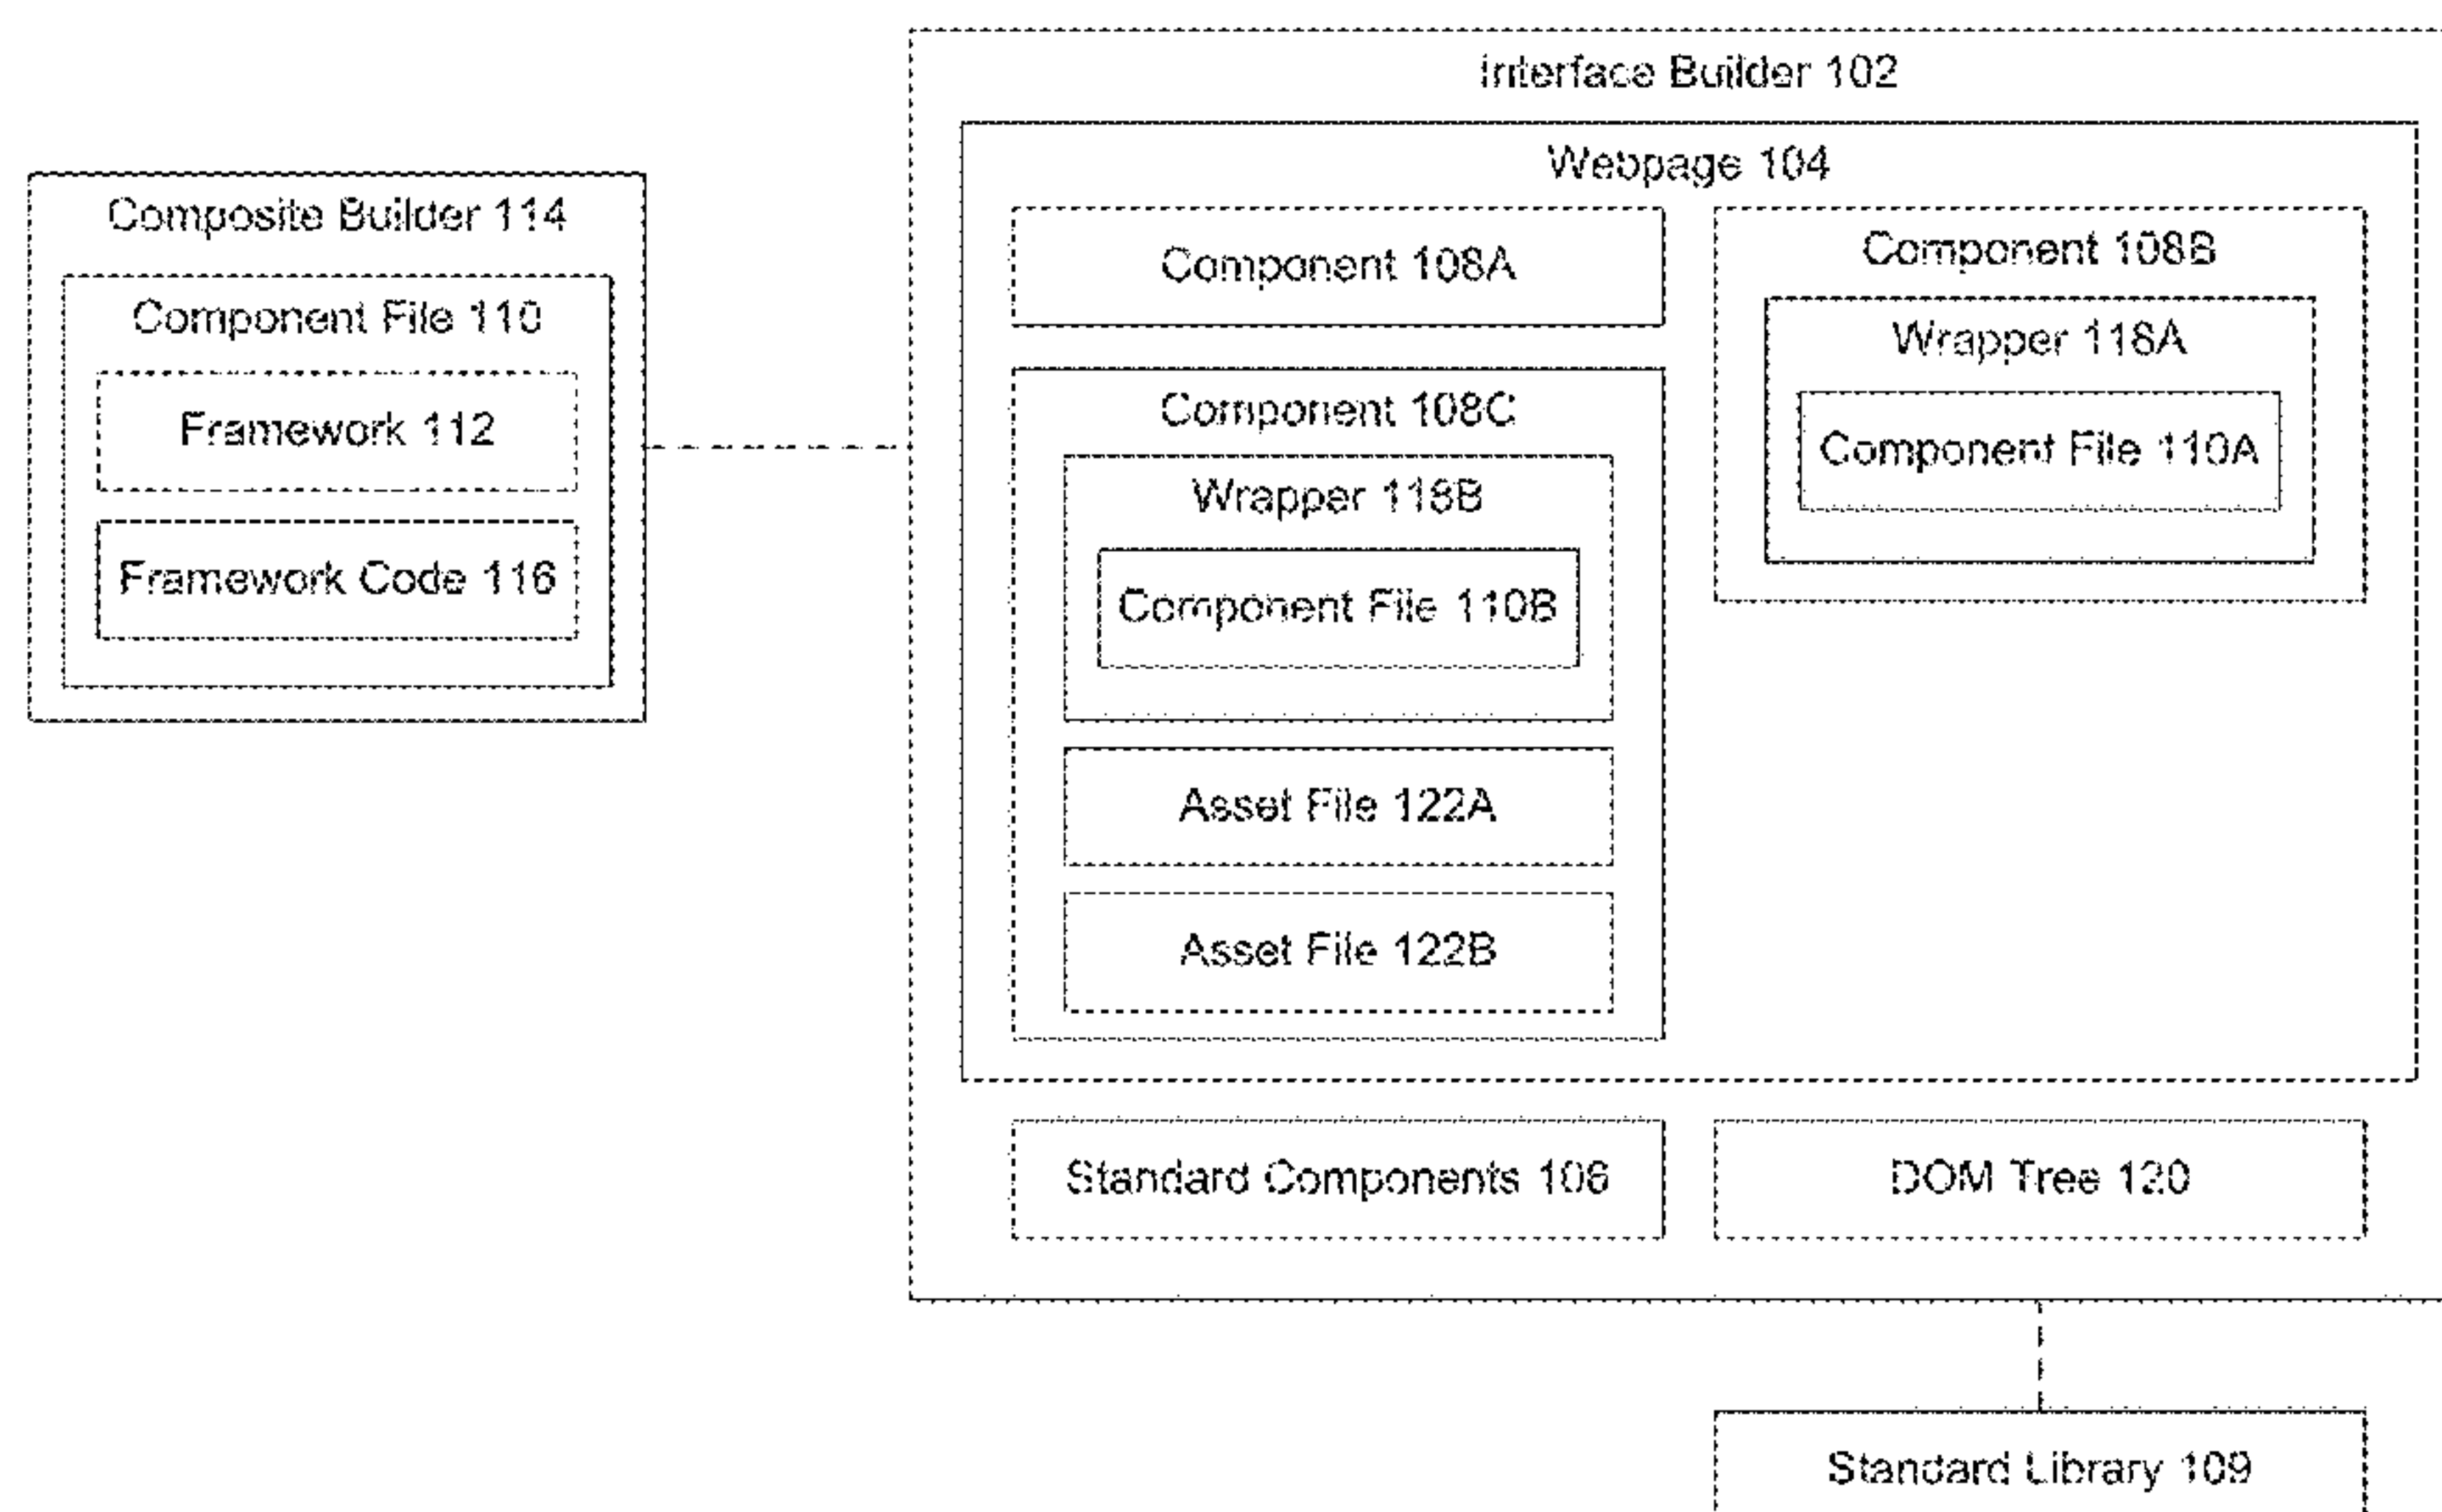 Interface Builder 102
Webpage 104
Composite Builder 114
Component File 110
Framework 112
Framework Code 116
Component 108A
Component 108B
Wrapper 118A
Component File 110A
Component 108C
Wrapper 118B
Component File 110B
Asset File 122A
Asset File 122B
Standard Components 106
DOM Tree 120
Standard Library 109